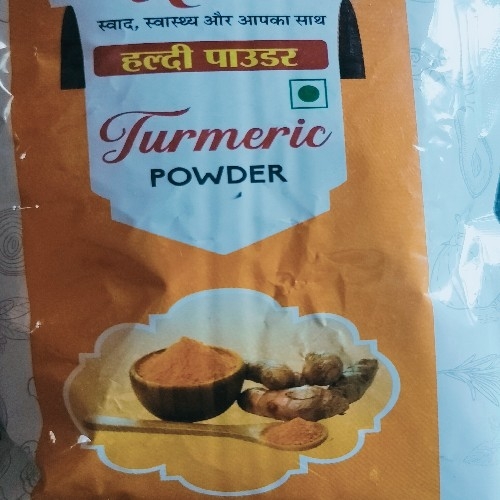 स्वाद, स्वास्थ्य और आपका साथ
हल्दी पाउडर
Turmeric
POWDER